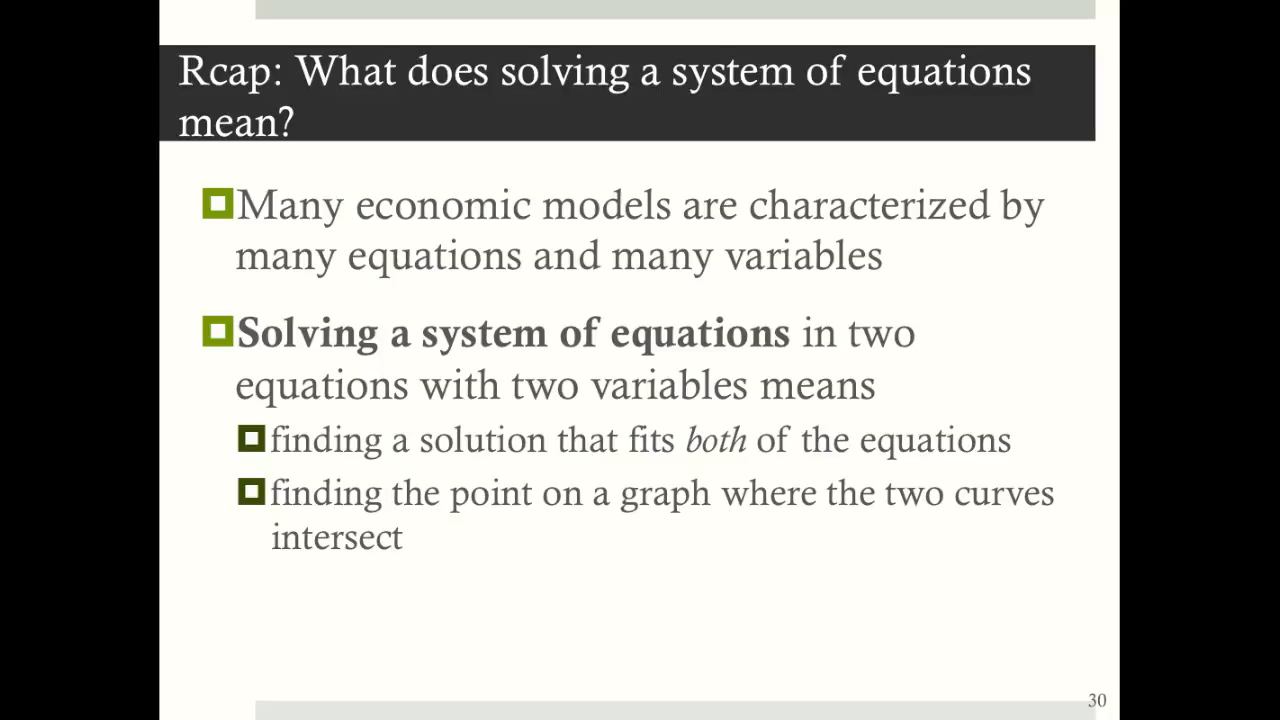 Rcap: What does solving a system of equations
mean?
Many economic models are characterized by
many equations and many variables
Solving a system of equations in two
equations with two variables means
finding a solution that fits both of the equations
finding the point on a graph where the two curves
intersect
30